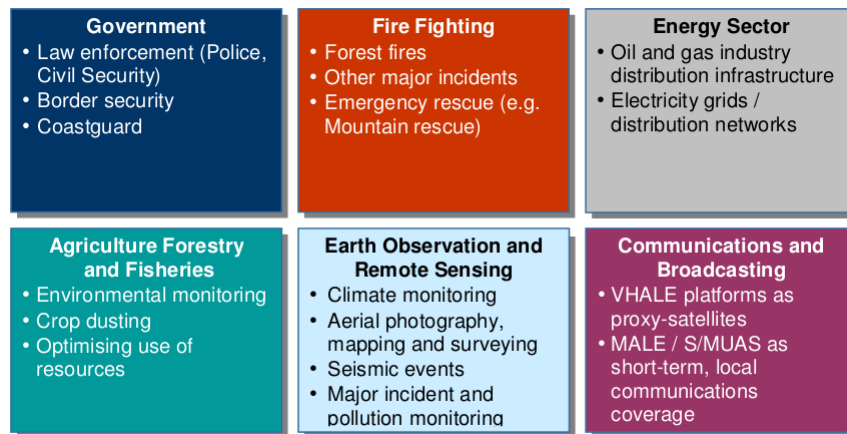 Government
• Law enforcement (Police,
Civil Security)
• Border security
• Coastguard
Fire Fighting
• Forest fires
• Other major incidents
• Emergency rescue (e.g.
Mountain rescue)
Energy Sector
• Oil and gas industry
distribution infrastructure
• Electricity grids /
distribution networks
Agriculture Forestry
and Fisheries
• Environmental monitoring
• Crop dusting
• Optimising use of
resources
Earth Observation and
Remote Sensing
• Climate monitoring
• Aerial photography,
mapping and surveying
• Seismic events
• Major incident and
pollution monitoring
Communications and
Broadcasting
• VHALE platforms as
proxy-satellites
• MALE / S/MUAS as
short-term, local
communications
coverage